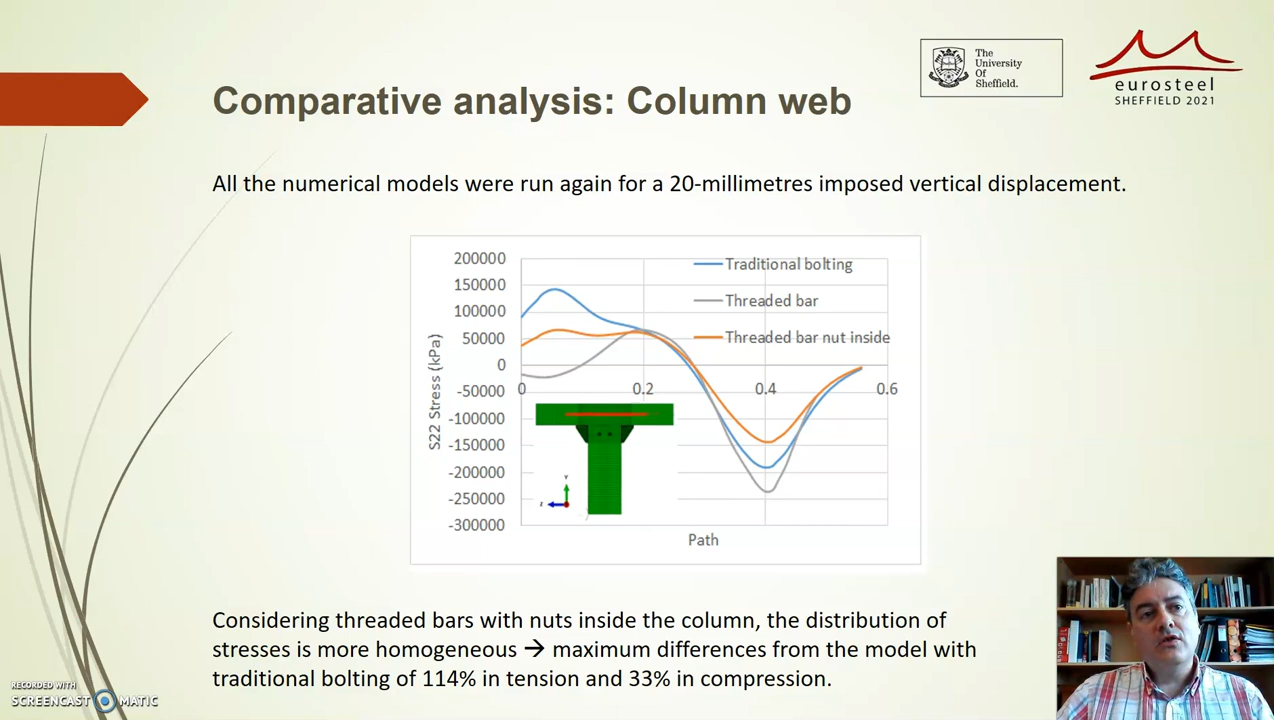 The
University
Of
Sheffield.
eurosteel
SHEFFIELD 2021
Comparative analysis: Column web
All the numerical models were run again for a 20-millimetres imposed vertical displacement.
200000
150000
100000
50000
0
-50000
-100000
-150000
-200000
-250000
-300000
S22 Stress (kPa)
0
0.2
0.4
0.6
Path
Traditional bolting
Threaded bar
Threaded bar nut inside
Y
Z
Considering threaded bars with nuts inside the column, the distribution of
stresses is more homogeneous → maximum differences from the model with
traditional bolting of 114% in tension and 33% in compression.
RECORDED WITH
SCREENCAST MATIC